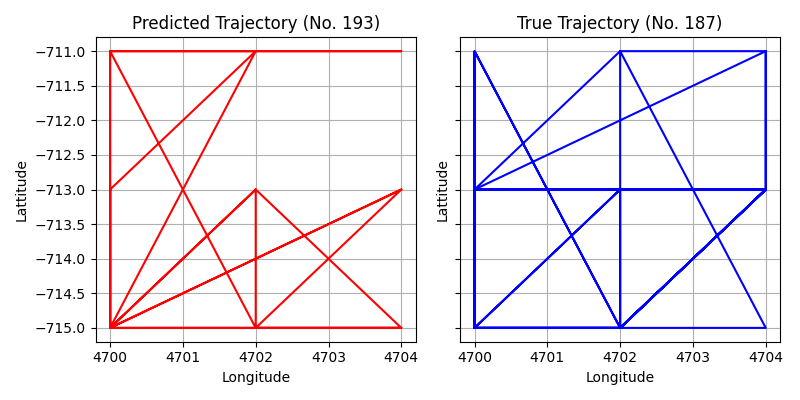 Predicted Trajectory (No. 193)
True Trajectory (No. 187)
Lattitude
−711.0
−711.5
−712.0
−712.5
−713.0
−713.5
−714.0
−714.5
−715.0
4700 4701 4702 4703 4704
Longitude
Lattitude
4700 4701 4702 4703 4704
Longitude